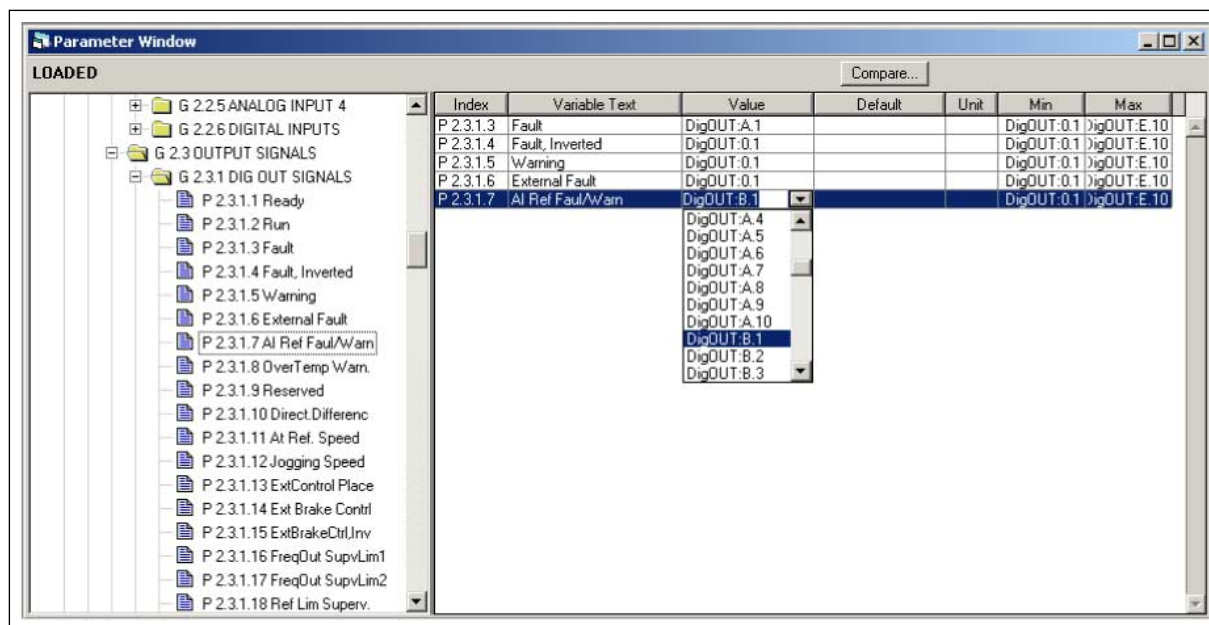 Parameter Window
LOADED
Compare...
G 2.2.5 ANALOG INPUT 4
G 2.2.6 DIGITAL INPUTS
G 2.3 OUTPUT SIGNALS
G 2.3.1 DIG OUT SIGNALS
P 2.3.1.1 Ready
P 2.3.1.2 Run
P 2.3.1.3 Fault
P 2.3.1.4 Fault, Inverted
P 2.3.1.5 Warning
P 2.3.1.6 External Fault
P 2.3.1.7 AI Ref Faul/Warn
P 2.3.1.8 OverTemp Warn.
P 2.3.1.9 Reserved
P 2.3.1.10 Direct.Differenc
P 2.3.1.11 At Ref. Speed
P 2.3.1.12 Jogging Speed
P 2.3.1.13 ExtControl Place
P 2.3.1.14 Ext Brake Contrl
P 2.3.1.15 ExtBrakeCtrl,Inv
P 2.3.1.16 FreqOut SupvLim1
P 2.3.1.17 FreqOut SupvLim2
P 2.3.1.18 Ref Lim Superv.
Index Variable Text Value Default Unit Min Max
P 2.3.1.3 Fault DigOUT:A.1 DigOUT:0.1 DigOUT:E.10
P 2.3.1.4 Fault, Inverted DigOUT:0.1 DigOUT:0.1 DigOUT:E.10
P 2.3.1.5 Warning DigOUT:0.1 DigOUT:0.1 DigOUT:E.10
P 2.3.1.6 External Fault DigOUT:0.1 DigOUT:0.1 DigOUT:E.10
P 2.3.1.7 AI Ref Faul/Warn DigOUT:B.1 DigOUT:0.1 DigOUT:E.10
DigOUT:A.4
DigOUT:A.5
DigOUT:A.6
DigOUT:A.7
DigOUT:A.8
DigOUT:A.9
DigOUT:A.10
DigOUT:B.1
DigOUT:B.2
DigOUT:B.3